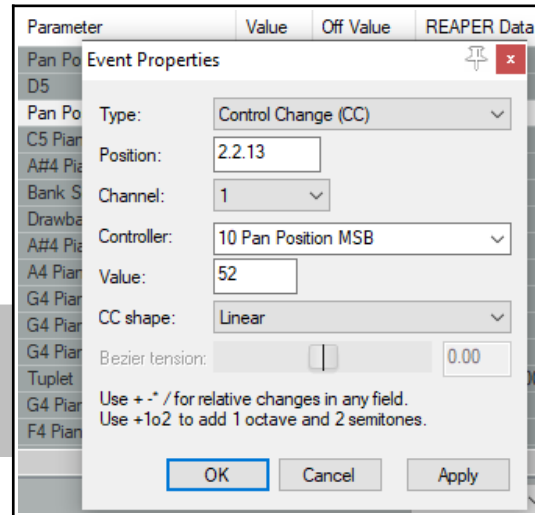 Parameter Value Off Value REAPER Data
Pan Po
Event Properties x
D5
Pan Po
Type: Control Change (CC)
C5 Pian
Position: 2.2.13
A#4 Pia
Bank S
Channel: 1
Drawba
Controller: 10 Pan Position MSB
A#4 Pia
A4 Pian
Value: 52
G4 Pian
G4 Pian
CC shape: Linear
G4 Pian
Bezier tension: 0.00
Tuplet
G4 Pian
Use + -* / for relative changes in any field.
F4 Pian
Use +1o2 to add 1 octave and 2 semitones.
OK Cancel Apply